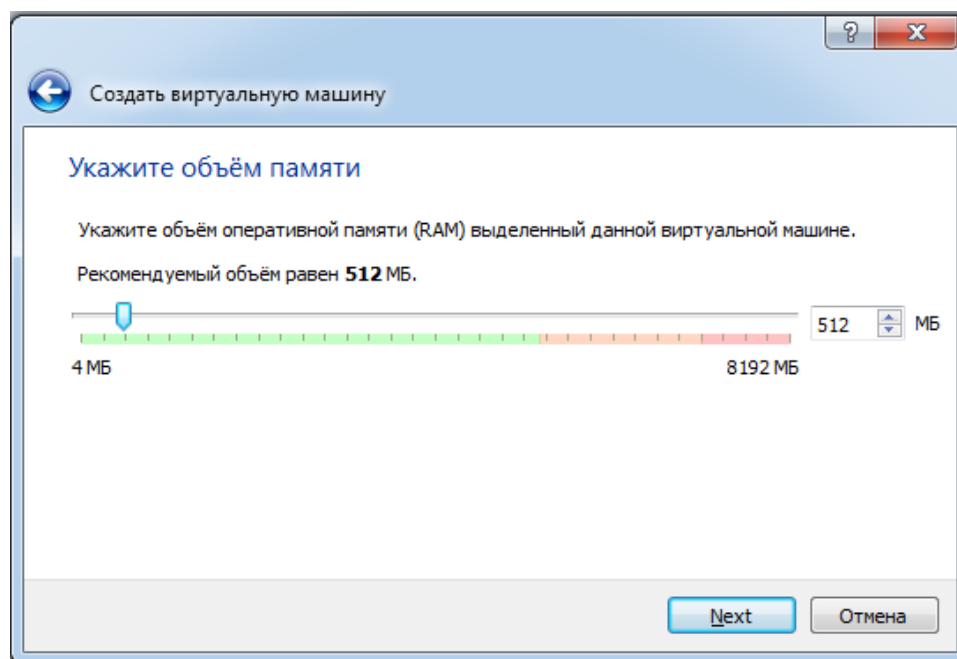 Создать виртуальную машину
Укажите объём памяти
Укажите объём оперативной памяти (RAM) выделенный данной виртуальной машине.
Рекомендуемый объём равен 512 МБ.
512 МБ
4 МБ 8192 МБ
Next Отмена